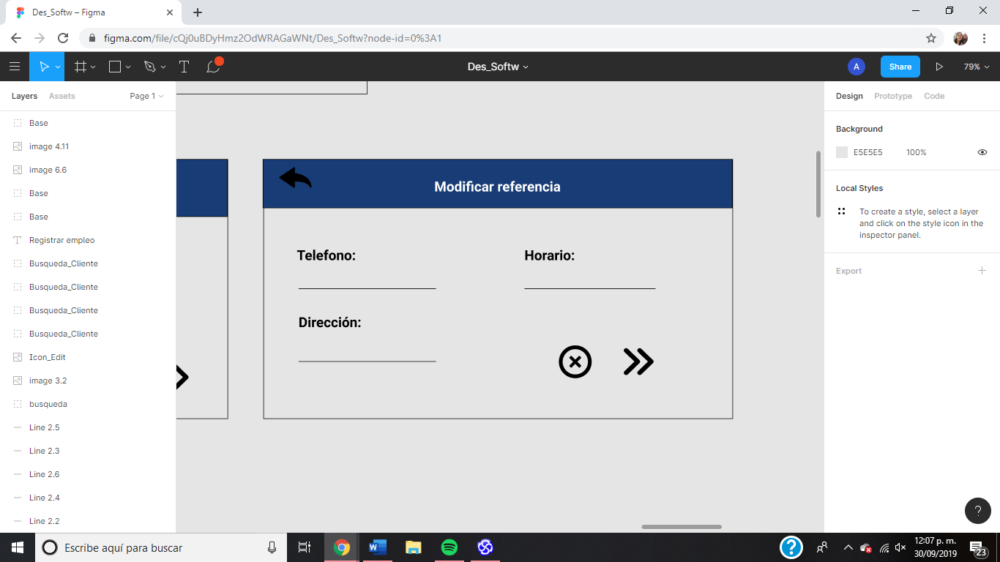 Des_Softw – Figma
figma.com/file/cQj0uBDyHmz2OdWRAGaWNt/Des_Softw?node-id=0%3A1
Des_Softw
A
Share
79%
Layers
Assets
Page 1
Design
Prototype
Code
Base
image 4.11
image 6.6
Base
Base
Registrar empleo
Busqueda_Cliente
Busqueda_Cliente
Busqueda_Cliente
Busqueda_Cliente
Icon_Edit
image 3.2
busqueda
Line 2.5
Line 2.3
Line 2.6
Line 2.4
Line 2.2
Modificar referencia
Telefono:
Horario:
Dirección:
Background
E5E5E5
100%
Local Styles
To create a style, select a layer
and click on the style icon in the
inspector panel.
Export
?
Escribe aquí para buscar
?
12:07 p. m.
30/09/2019
23